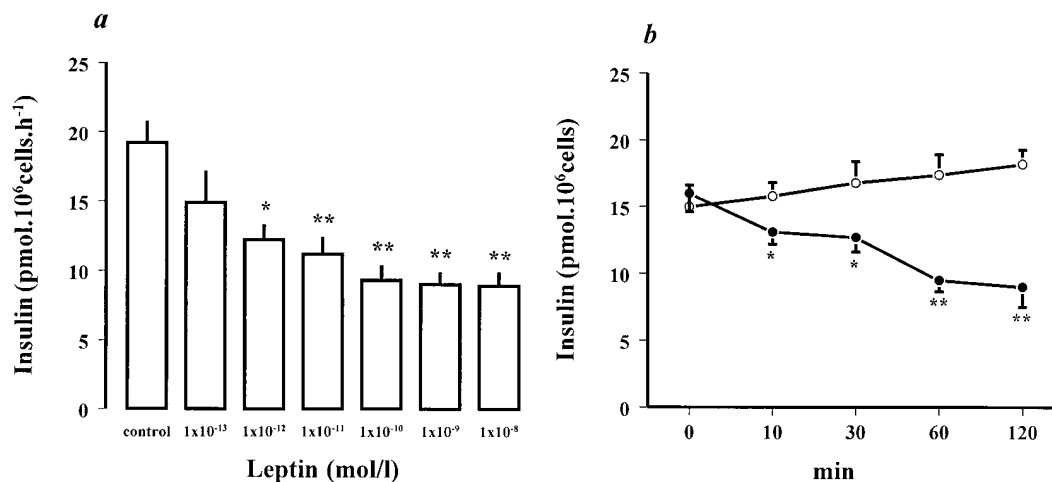 a
Insulin (pmol.10⁶cells.h⁻¹)
25
20
15
10
5
0
*
**
**
**
**
control 1x10⁻¹³ 1x10⁻¹² 1x10⁻¹¹ 1x10⁻¹⁰ 1x10⁻⁹ 1x10⁻⁸
Leptin (mol/l)
b
Insulin (pmol.10⁶cells)
25
20
15
10
5
0
*
*
**
**
0 10 30 60 120
min